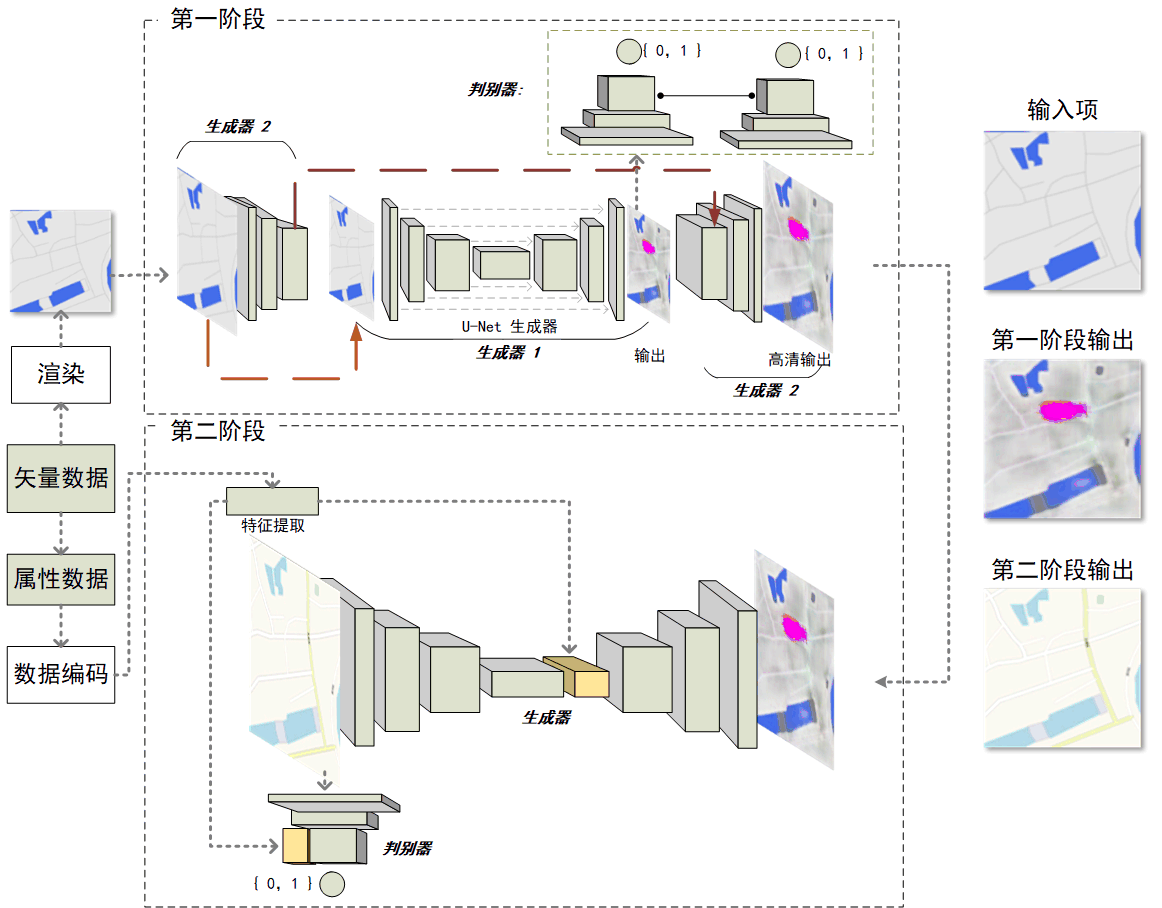 第一阶段
{ 0, 1 }
{ 0, 1 }
判别器:
生成器 2
U-Net 生成器
生成器 1
输出
高清输出
生成器 2
渲染
矢量数据
属性数据
数据编码
第二阶段
特征提取
生成器
判别器
{ 0, 1 }
输入项
第一阶段输出
第二阶段输出